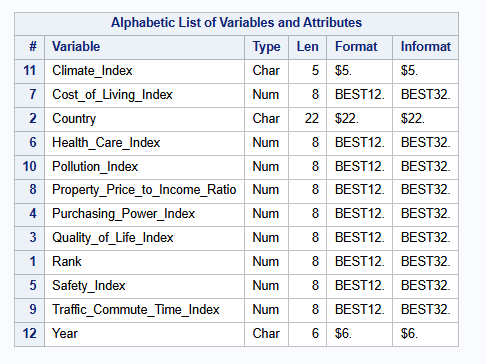 Alphabetic List of Variables and Attributes
# Variable Type Len Format Informat
11 Climate_Index Char 5 $5. $5.
7 Cost_of_Living_Index Num 8 BEST12. BEST32.
2 Country Char 22 $22. $22.
6 Health_Care_Index Num 8 BEST12. BEST32.
10 Pollution_Index Num 8 BEST12. BEST32.
8 Property_Price_to_Income_Ratio Num 8 BEST12. BEST32.
4 Purchasing_Power_Index Num 8 BEST12. BEST32.
3 Quality_of_Life_Index Num 8 BEST12. BEST32.
1 Rank Num 8 BEST12. BEST32.
5 Safety_Index Num 8 BEST12. BEST32.
9 Traffic_Commute_Time_Index Num 8 BEST12. BEST32.
12 Year Char 6 $6. $6.